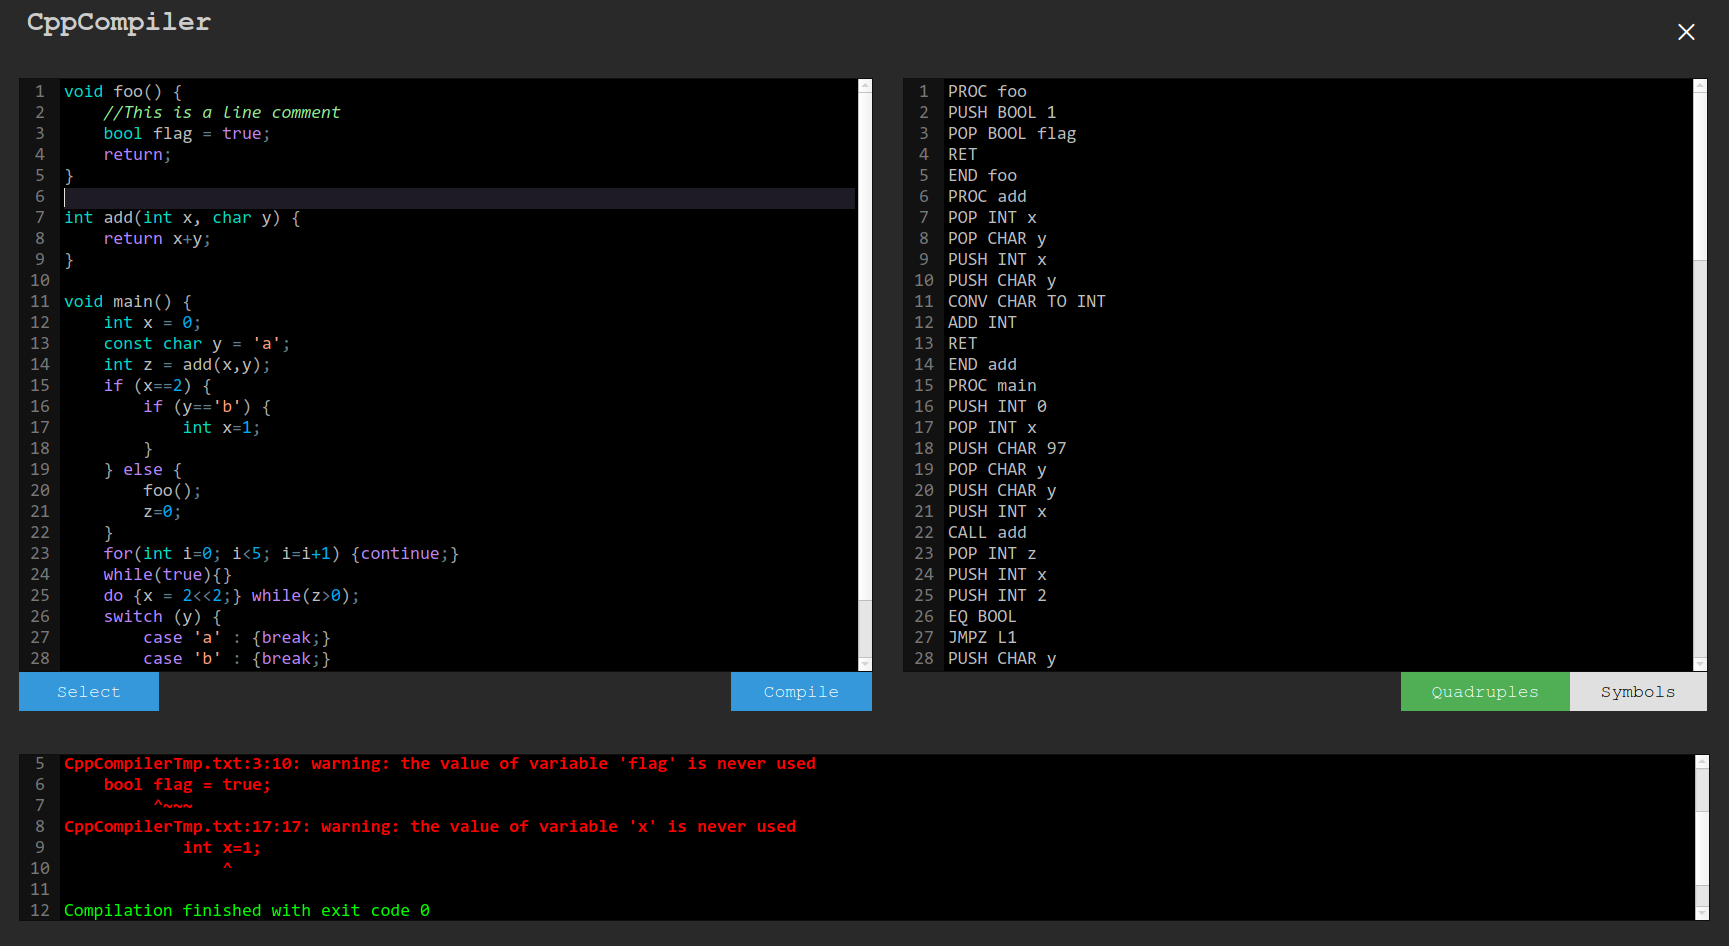 CppCompiler
1 void foo() {
2     //This is a line comment
3     bool flag = true;
4     return;
5 }
6
7 int add(int x, char y) {
8     return x+y;
9 }
10
11 void main() {
12     int x = 0;
13     const char y = 'a';
14     int z = add(x,y);
15     if (x==2) {
16         if (y=='b') {
17             int x=1;
18         }
19     } else {
20         foo();
21         z=0;
22     }
23     for(int i=0; i<5; i=i+1) {continue;}
24     while(true){}
25     do {x = 2<<2;} while(z>0);
26     switch (y) {
27         case 'a' : {break;}
28         case 'b' : {break;}
Select
Compile
1 PROC foo
2 PUSH BOOL 1
3 POP BOOL flag
4 RET
5 END foo
6 PROC add
7 POP INT x
8 POP CHAR y
9 PUSH INT x
10 PUSH CHAR y
11 CONV CHAR TO INT
12 ADD INT
13 RET
14 END add
15 PROC main
16 PUSH INT 0
17 POP INT x
18 PUSH CHAR 97
19 POP CHAR y
20 PUSH CHAR y
21 PUSH INT x
22 CALL add
23 POP INT z
24 PUSH INT x
25 PUSH INT 2
26 EQ BOOL
27 JMPZ L1
28 PUSH CHAR y
Quadruples
Symbols
5 CppCompilerTmp.txt:3:10: warning: the value of variable 'flag' is never used
6     bool flag = true;
7          ^~~~
8 CppCompilerTmp.txt:17:17: warning: the value of variable 'x' is never used
9             int x=1;
10                 ^
11
12 Compilation finished with exit code 0